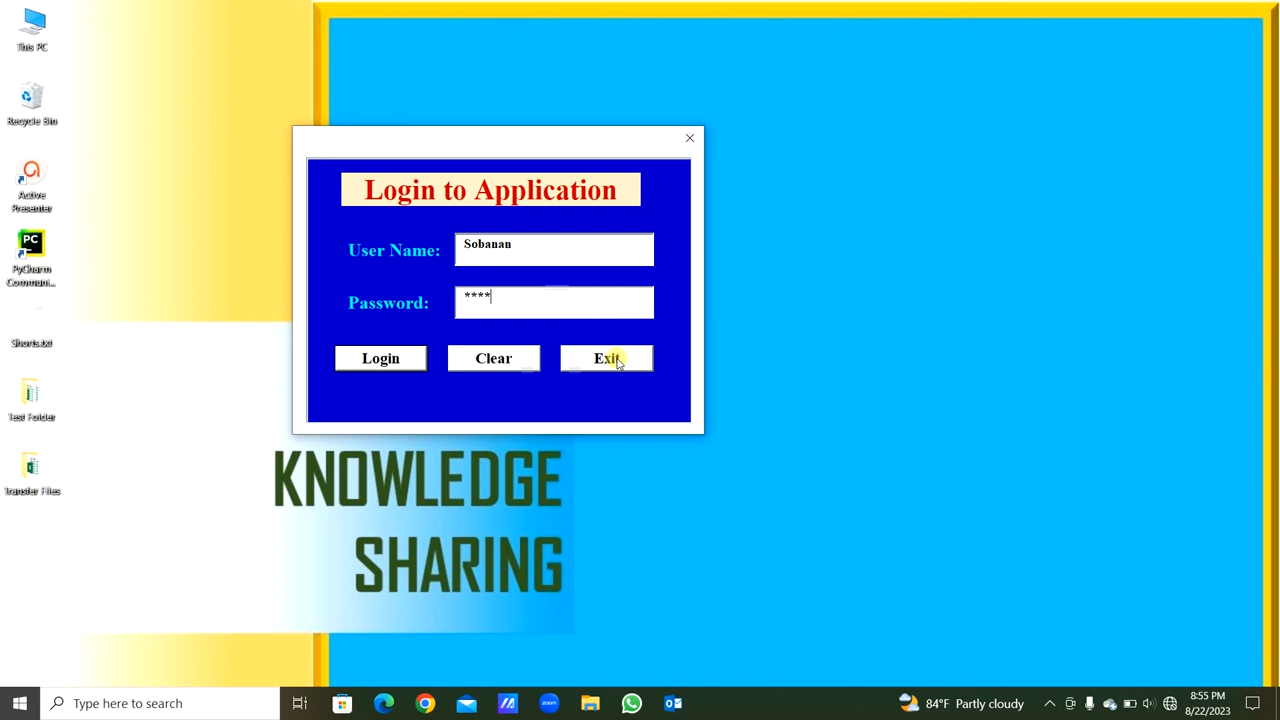 This PC
Recycle Bin
Active
Presenter
PC
PyCharm
Communi...
Shorts.txt
Test Folder
Transfer Files
Login to Application
User Name: Sobanan
Password: ****
Login Clear Exit
KNOWLEDGE
SHARING
Type here to search
zoom
84°F Partly cloudy
8:55 PM
8/22/2023